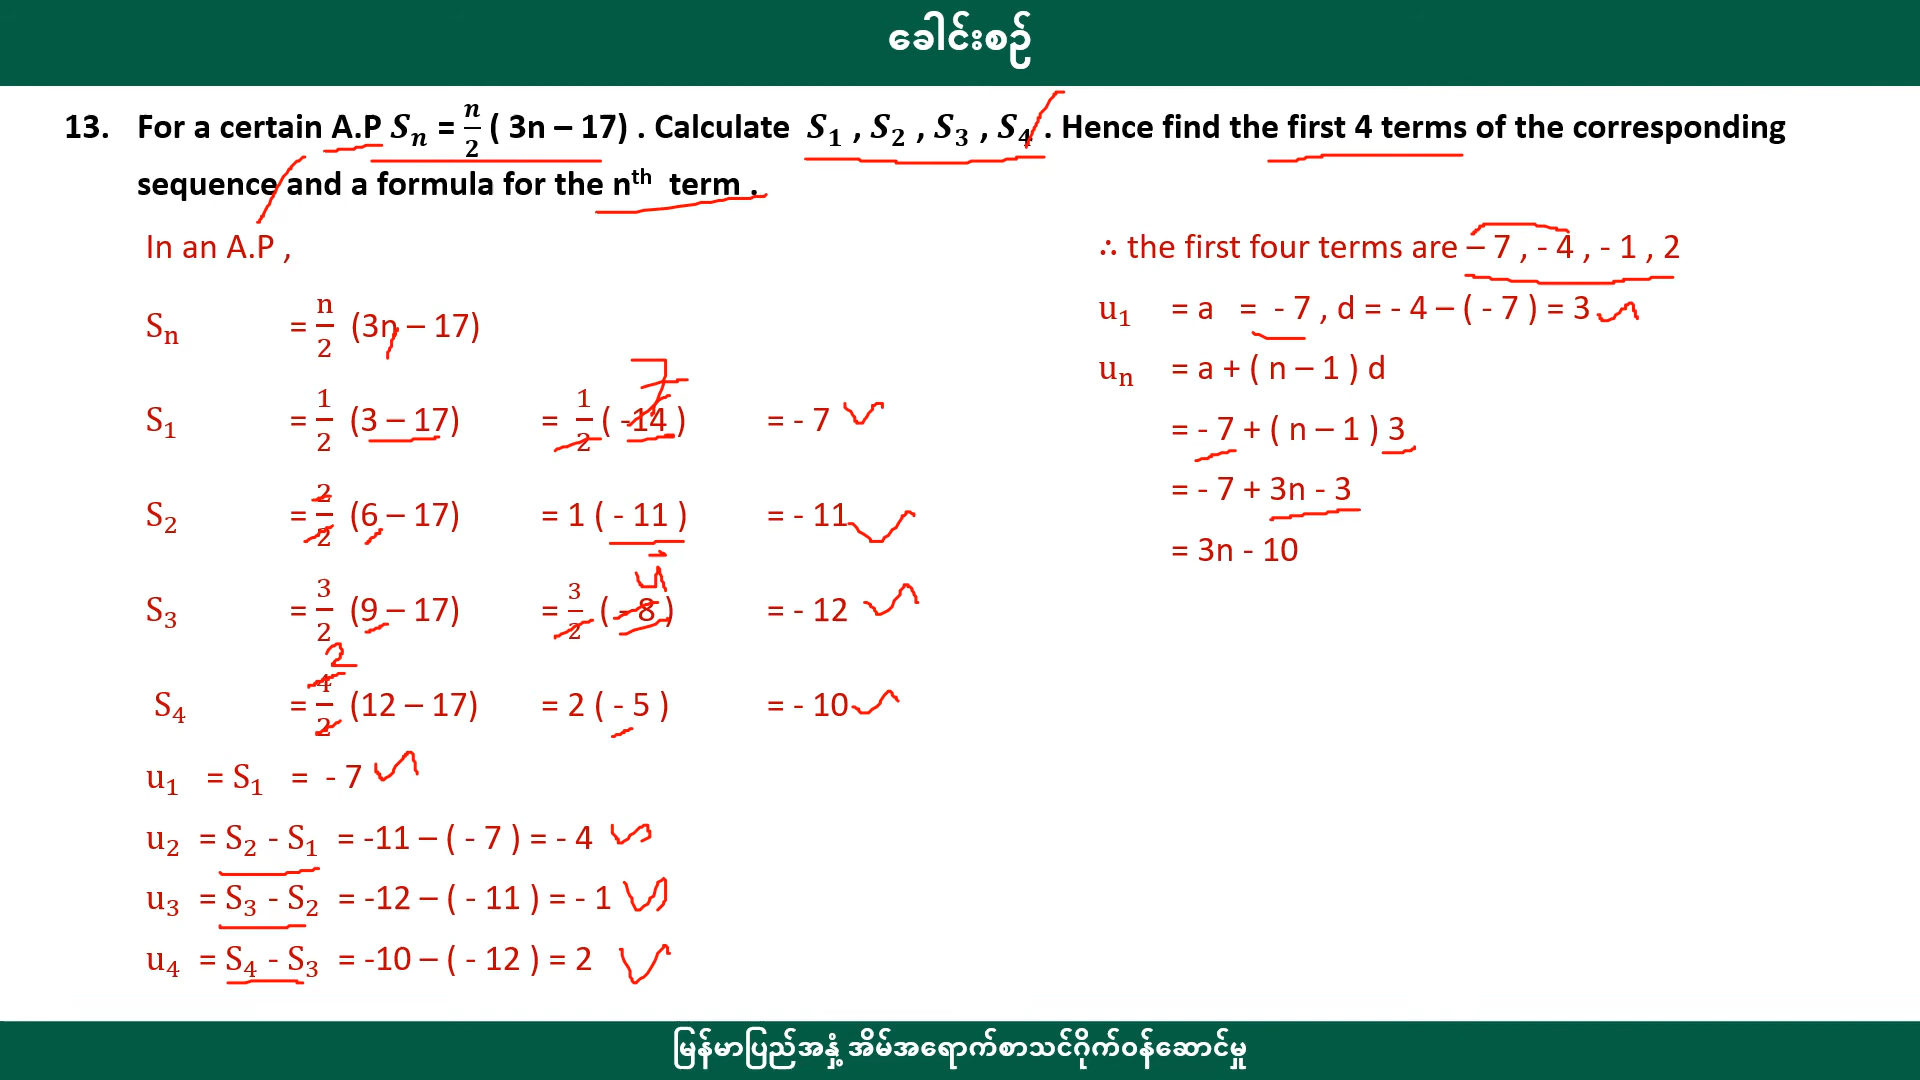 ခေါင်းစဉ်
13. For a certain A.P Sₙ = n/2 ( 3n – 17) . Calculate S₁ , S₂ , S₃ , S₄ . Hence find the first 4 terms of the corresponding
sequence and a formula for the nᵗʰ term .
In an A.P ,
Sₙ = n/2 (3n – 17)
S₁ = 1/2 (3 – 17) = 1/2 ( -14 ) = - 7
7
S₂ = 2/2 (6 – 17) = 1 ( - 11 ) = - 11
S₃ = 3/2 (9 – 17) = 3/2 ( - 8 ) = - 12
4
S₄ = 4/2 (12 – 17) = 2 ( - 5 ) = - 10
2
u₁ = S₁ = - 7
u₂ = S₂ - S₁ = -11 – ( - 7 ) = - 4
u₃ = S₃ - S₂ = -12 – ( - 11 ) = - 1
u₄ = S₄ - S₃ = -10 – ( - 12 ) = 2
∴ the first four terms are – 7 , - 4 , - 1 , 2
u₁ = a = - 7 , d = - 4 – ( - 7 ) = 3
uₙ = a + ( n – 1 ) d
= - 7 + ( n – 1 ) 3
= - 7 + 3n - 3
= 3n - 10
မြန်မာပြည်အနှံ့ အိမ်အရောက်စာသင်ဂိုက်ဝန်ဆောင်မှု